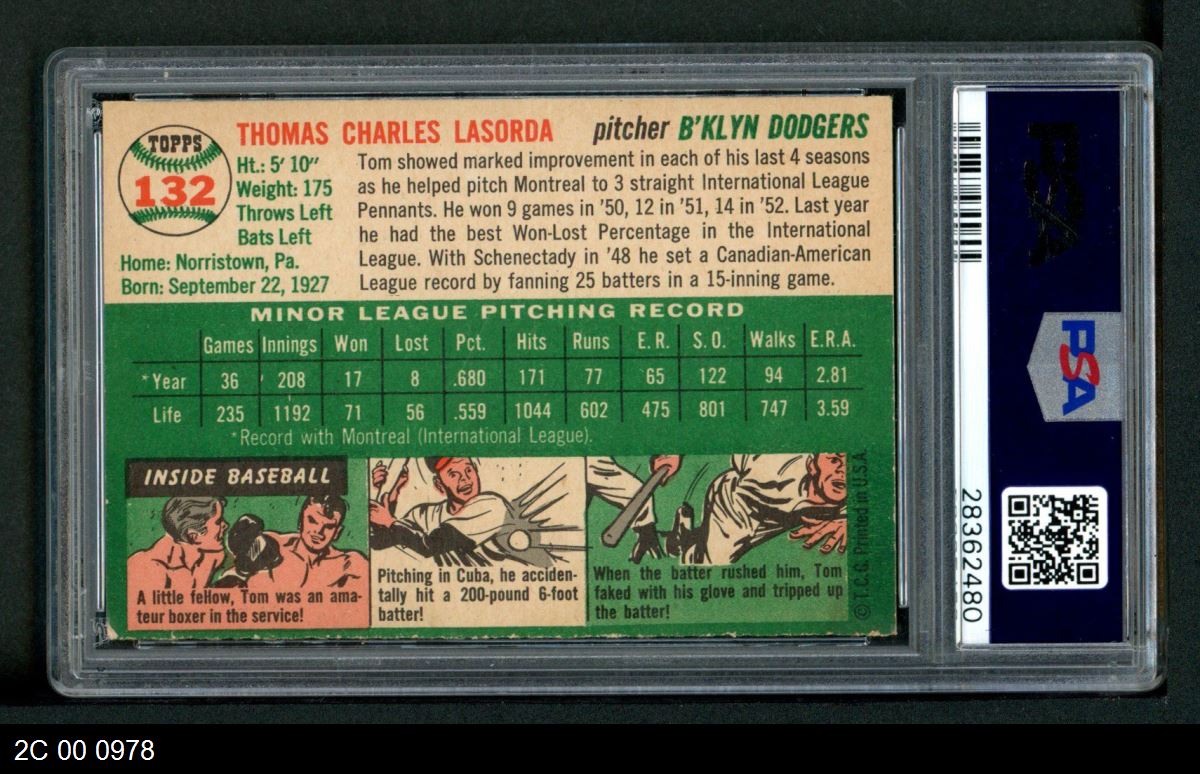 TOPPS
132
THOMAS CHARLES LASORDA
pitcher B'KLYN DODGERS
Ht.: 5' 10"
Weight: 175
Throws Left
Bats Left
Home: Norristown, Pa.
Born: September 22, 1927
Tom showed marked improvement in each of his last 4 seasons
as he helped pitch Montreal to 3 straight International League
Pennants. He won 9 games in '50, 12 in '51, 14 in '52. Last year
he had the best Won-Lost Percentage in the International
League. With Schenectady in '48 he set a Canadian-American
League record by fanning 25 batters in a 15-inning game.
MINOR LEAGUE PITCHING RECORD
Games Innings Won Lost Pct. Hits Runs E.R. S.O. Walks E.R.A.
*Year 36 208 17 8 .680 171 77 65 122 94 2.81
Life 235 1192 71 56 .559 1044 602 475 801 747 3.59
*Record with Montreal (International League).
INSIDE BASEBALL
A little fellow, Tom was an ama-
teur boxer in the service!
Pitching in Cuba, he acciden-
tally hit a 200-pound 6-foot
batter!
When the batter rushed him, Tom
faked with his glove and tripped up
the batter!
© T.C.G. Printed in U.S.A.
PSA
28362480
2C 00 0978